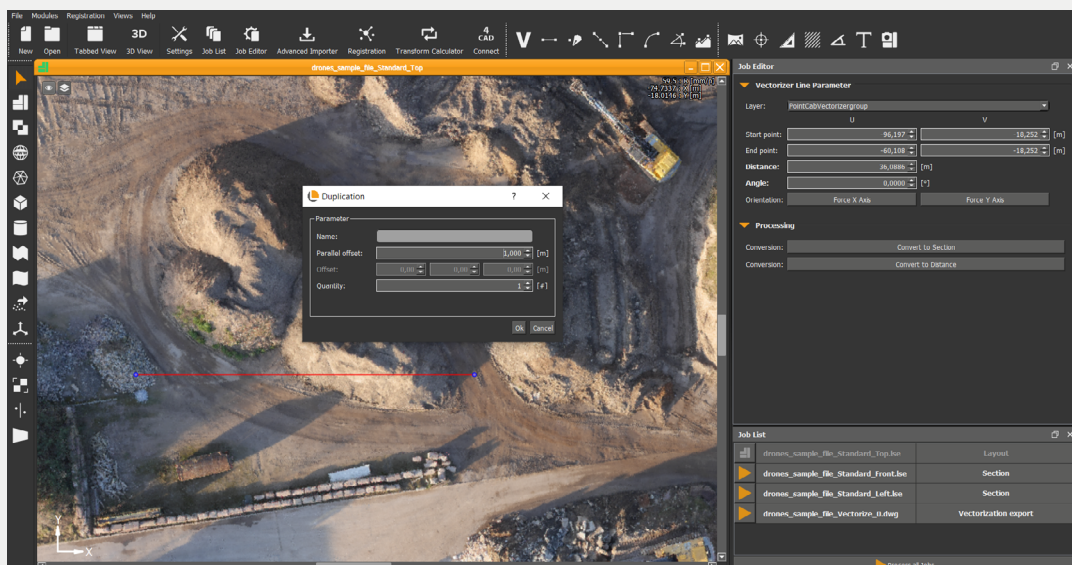 File Modules Registration Views Help
3D
4
CAD
New Open Tabbed View 3D View Settings Job List Job Editor Advanced Importer Registration Transform Calculator Connect
drones_sample_file_Standard_Top
-74,7337
-18,0146
Y
X
Duplication ? X
Parameter
Name:
Parallel offset: 1,000 [m]
Offset: 0,00 0,00 0,00 [m]
Quantity: 1 [#]
Ok Cancel
Job Editor
Vectorizer Line Parameter
Layer: PointCabVectorizergroup
U V
Start point: 96,197 18,252 [m]
End point: -60,108 -18,252 [m]
Distance: 36,0886 [m]
Angle: 0,0000 [°]
Orientation: Force X Axis Force Y Axis
Processing
Conversion: Convert to Section
Conversion: Convert to Distance
Job List
drones_sample_file_Standard_Top.lse Layout
drones_sample_file_Standard_Front.lse Section
drones_sample_file_Standard_Left.lse Section
drones_sample_file_Vectorize_0.dwg Vectorization export
Process all Jobs